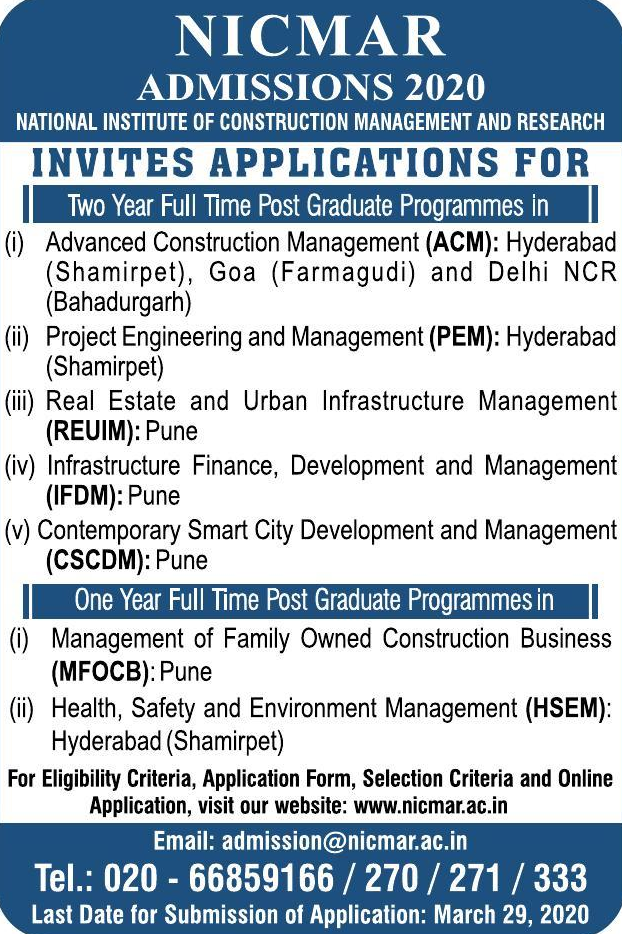 NICMAR
ADMISSIONS 2020
NATIONAL INSTITUTE OF CONSTRUCTION MANAGEMENT AND RESEARCH
INVITES APPLICATIONS FOR
Two Year Full Time Post Graduate Programmes in
(i) Advanced Construction Management (ACM): Hyderabad
(Shamirpet), Goa (Farmagudi) and Delhi NCR
(Bahadurgarh)
(ii) Project Engineering and Management (PEM): Hyderabad
(Shamirpet)
(iii) Real Estate and Urban Infrastructure Management
(REUIM): Pune
(iv) Infrastructure Finance, Development and Management
(IFDM): Pune
(v) Contemporary Smart City Development and Management
(CSCDM): Pune
One Year Full Time Post Graduate Programmes in
(i) Management of Family Owned Construction Business
(MFOCB): Pune
(ii) Health, Safety and Environment Management (HSEM):
Hyderabad (Shamirpet)
For Eligibility Criteria, Application Form, Selection Criteria and Online
Application, visit our website: www.nicmar.ac.in
Email: admission@nicmar.ac.in
Tel.: 020 - 66859166 / 270 / 271 / 333
Last Date for Submission of Application: March 29, 2020